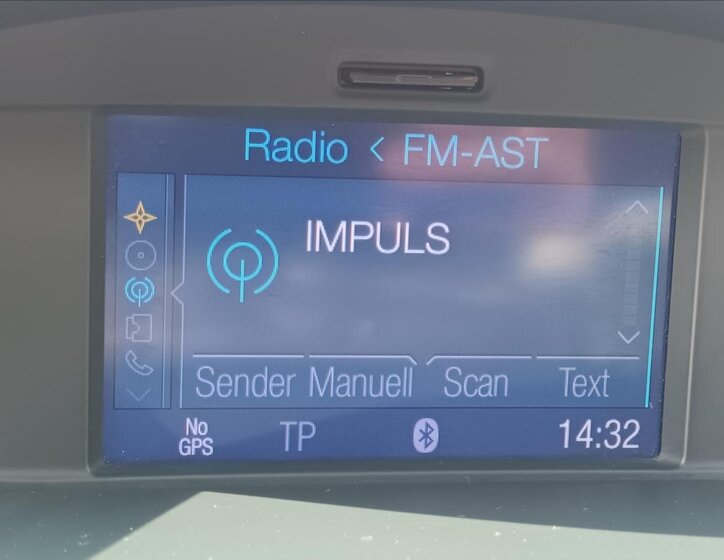 Radio < FM-AST
IMPULS
Sender Manuell Scan Text
No GPS TP 14:32